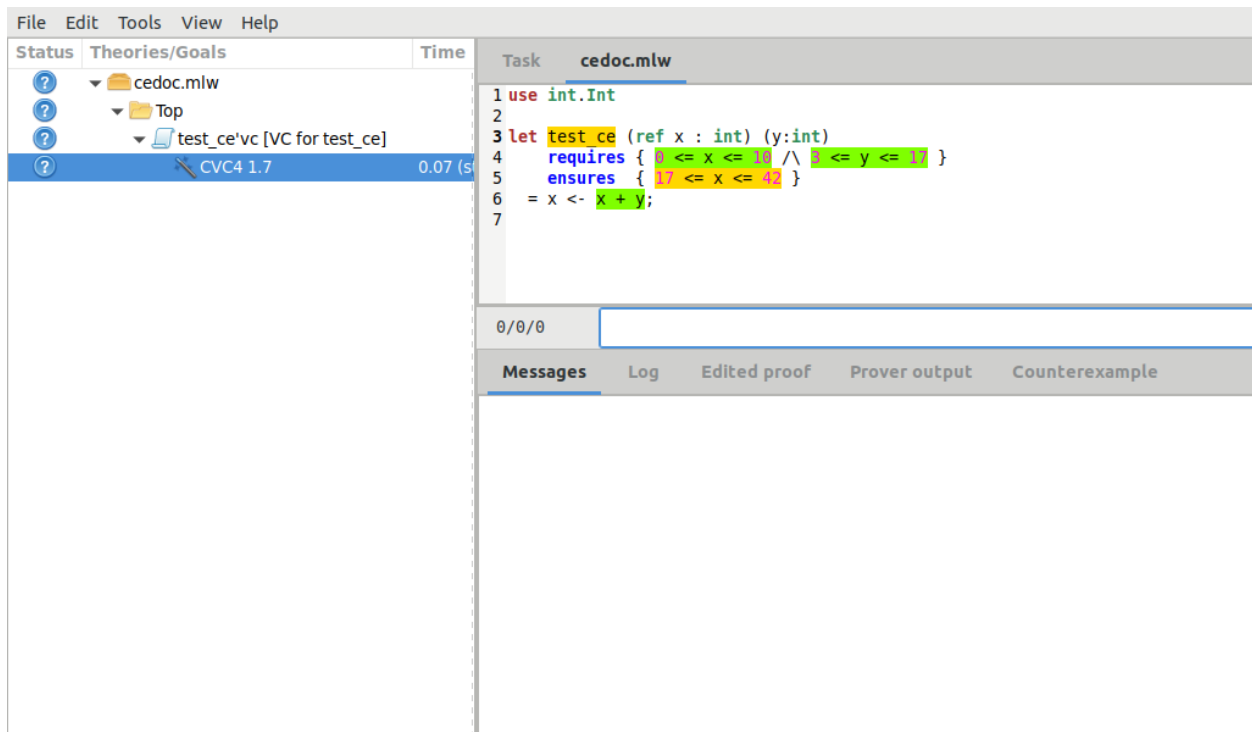 File Edit Tools View Help
Status Theories/Goals Time
cedoc.mlw
Top
test_ce'vc [VC for test_ce]
CVC4 1.7 0.07 (s
Task cedoc.mlw
1 use int.Int
2
3 let test_ce (ref x : int) (y:int)
4 requires { 0 <= x <= 10 /\ 3 <= y <= 17 }
5 ensures { 17 <= x <= 42 }
6 = x <- x + y;
7
0/0/0
Messages Log Edited proof Prover output Counterexample